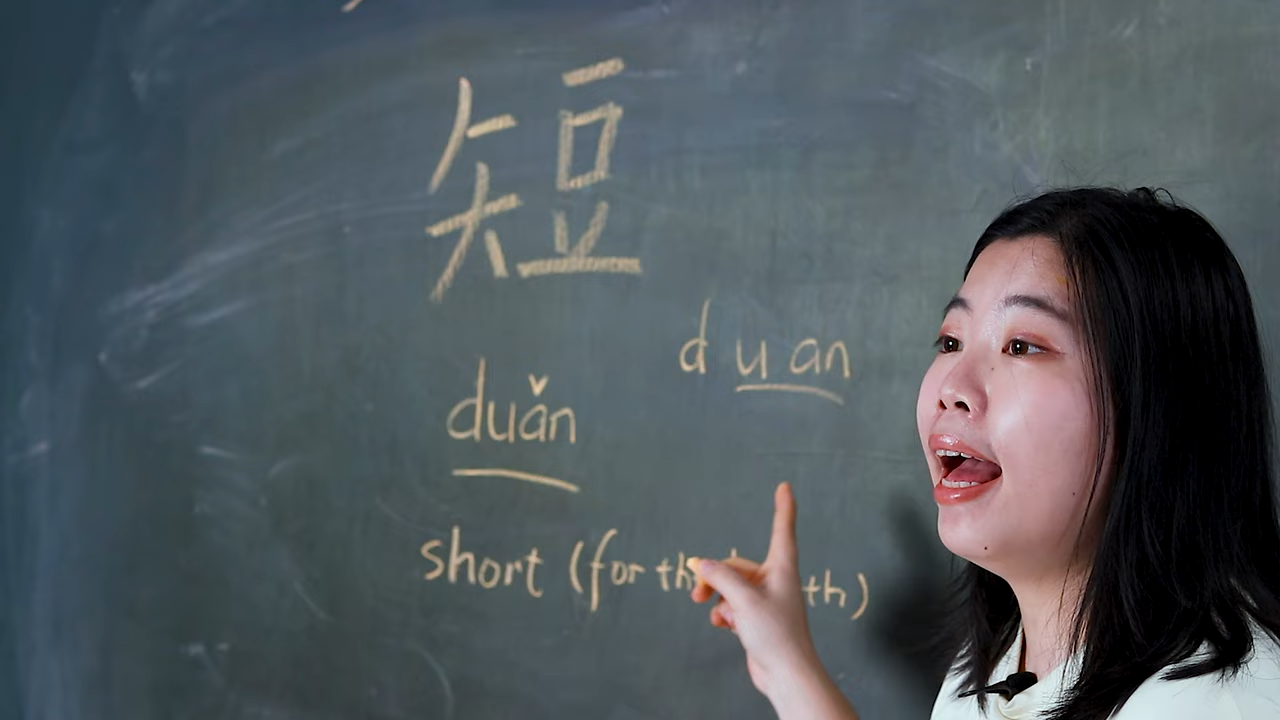 短
d u an
duǎn
short (for